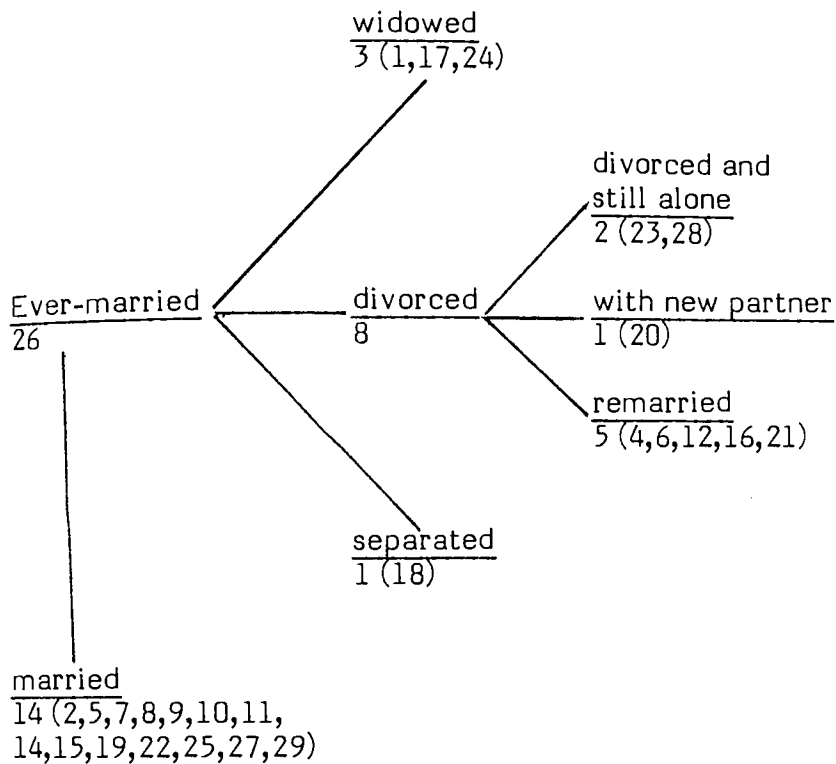 widowed
3 (1,17,24)
divorced and
still alone
2 (23,28)
Ever-married
26
divorced
8
with new partner
1 (20)
remarried
5 (4,6,12,16,21)
separated
1 (18)
married
14 (2,5,7,8,9,10,11,
14,15,19,22,25,27,29)